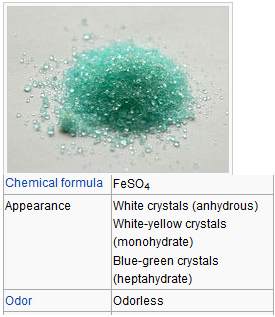 Chemical formula FeSO4
Appearance White crystals (anhydrous)
White-yellow crystals
(monohydrate)
Blue-green crystals
(heptahydrate)
Odor Odorless